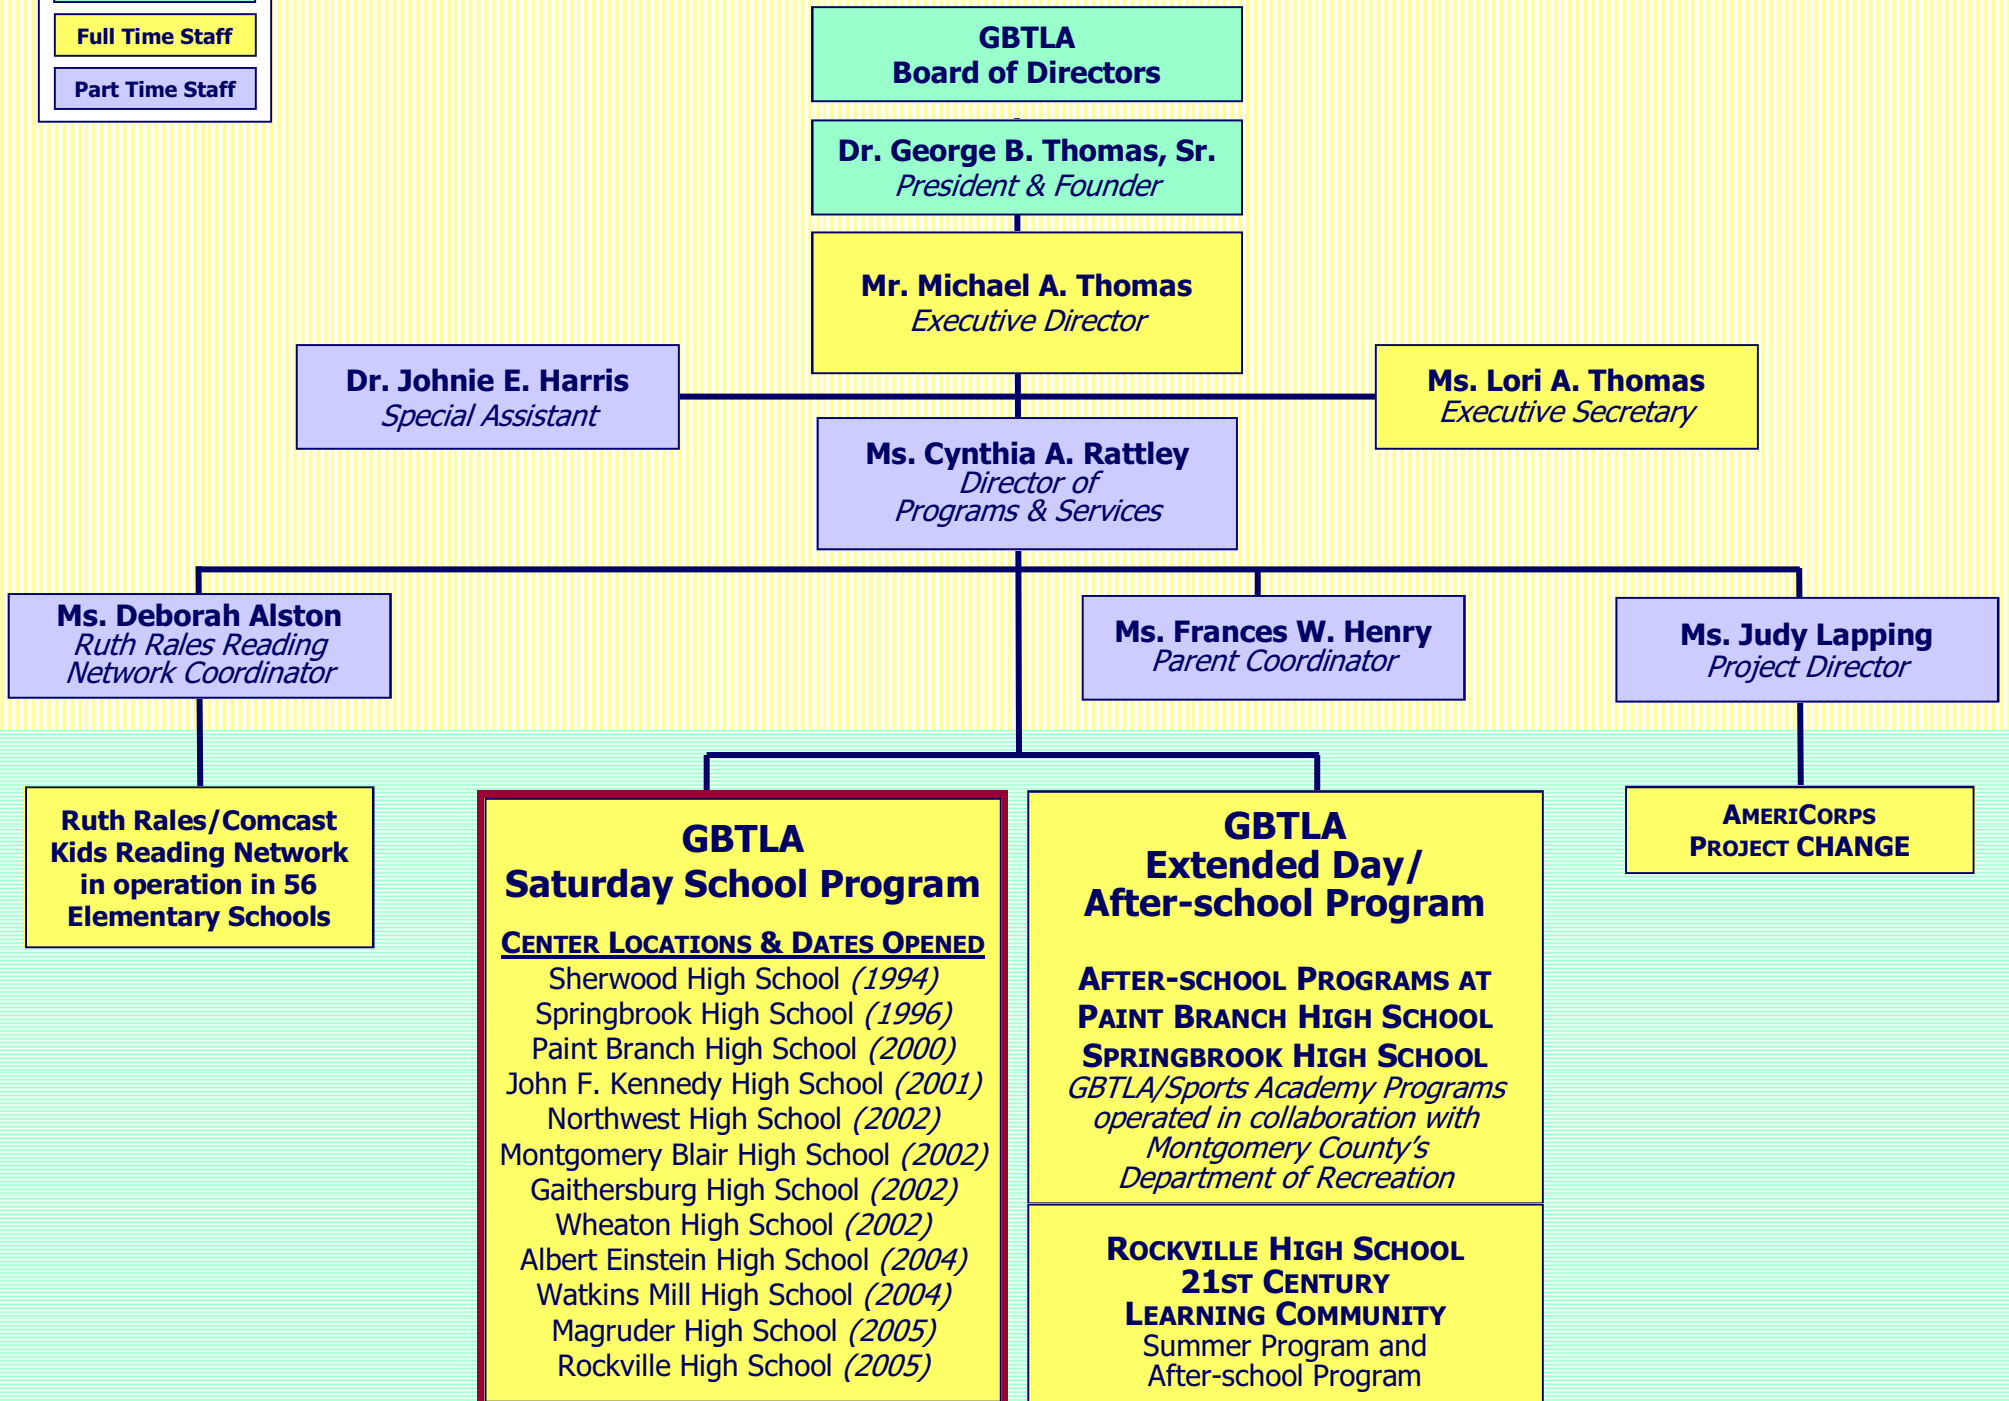 Full Time Staff
Part Time Staff
GBTLA
Board of Directors
Dr. George B. Thomas, Sr.
President & Founder
Mr. Michael A. Thomas
Executive Director
Dr. Johnie E. Harris
Special Assistant
Ms. Lori A. Thomas
Executive Secretary
Ms. Cynthia A. Rattley
Director of
Programs & Services
Ms. Deborah Alston
Ruth Rales Reading
Network Coordinator
Ms. Frances W. Henry
Parent Coordinator
Ms. Judy Lapping
Project Director
Ruth Rales/Comcast
Kids Reading Network
in operation in 56
Elementary Schools
GBTLA
Saturday School Program
CENTER LOCATIONS & DATES OPENED
Sherwood High School (1994)
Springbrook High School (1996)
Paint Branch High School (2000)
John F. Kennedy High School (2001)
Northwest High School (2002)
Montgomery Blair High School (2002)
Gaithersburg High School (2002)
Wheaton High School (2002)
Albert Einstein High School (2004)
Watkins Mill High School (2004)
Magruder High School (2005)
Rockville High School (2005)
GBTLA
Extended Day/
After-school Program
AFTER-SCHOOL PROGRAMS AT
PAINT BRANCH HIGH SCHOOL
SPRINGBROOK HIGH SCHOOL
GBTLA/Sports Academy Programs
operated in collaboration with
Montgomery County's
Department of Recreation
ROCKVILLE HIGH SCHOOL
21ST CENTURY
LEARNING COMMUNITY
Summer Program and
After-school Program
AMERICORPS
PROJECT CHANGE